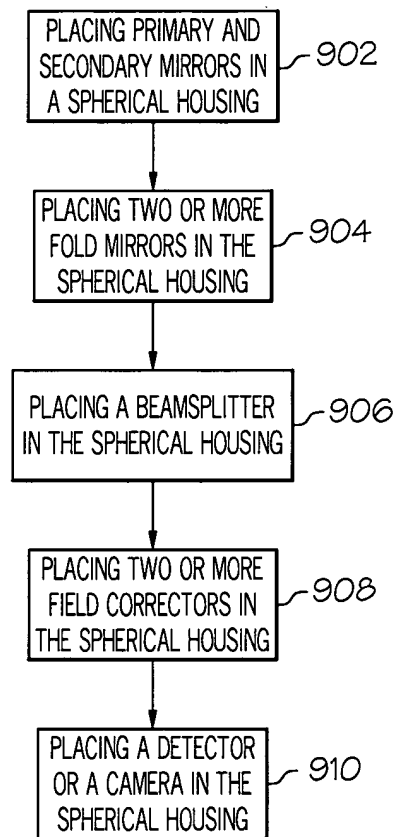 PLACING PRIMARY AND
SECONDARY MIRRORS IN
A SPHERICAL HOUSING
902
PLACING TWO OR MORE
FOLD MIRRORS IN THE
SPHERICAL HOUSING
904
PLACING A BEAMSPLITTER
IN THE SPHERICAL HOUSING
906
PLACING TWO OR MORE
FIELD CORRECTORS IN
THE SPHERICAL HOUSING
908
PLACING A DETECTOR
OR A CAMERA IN THE
SPHERICAL HOUSING
910